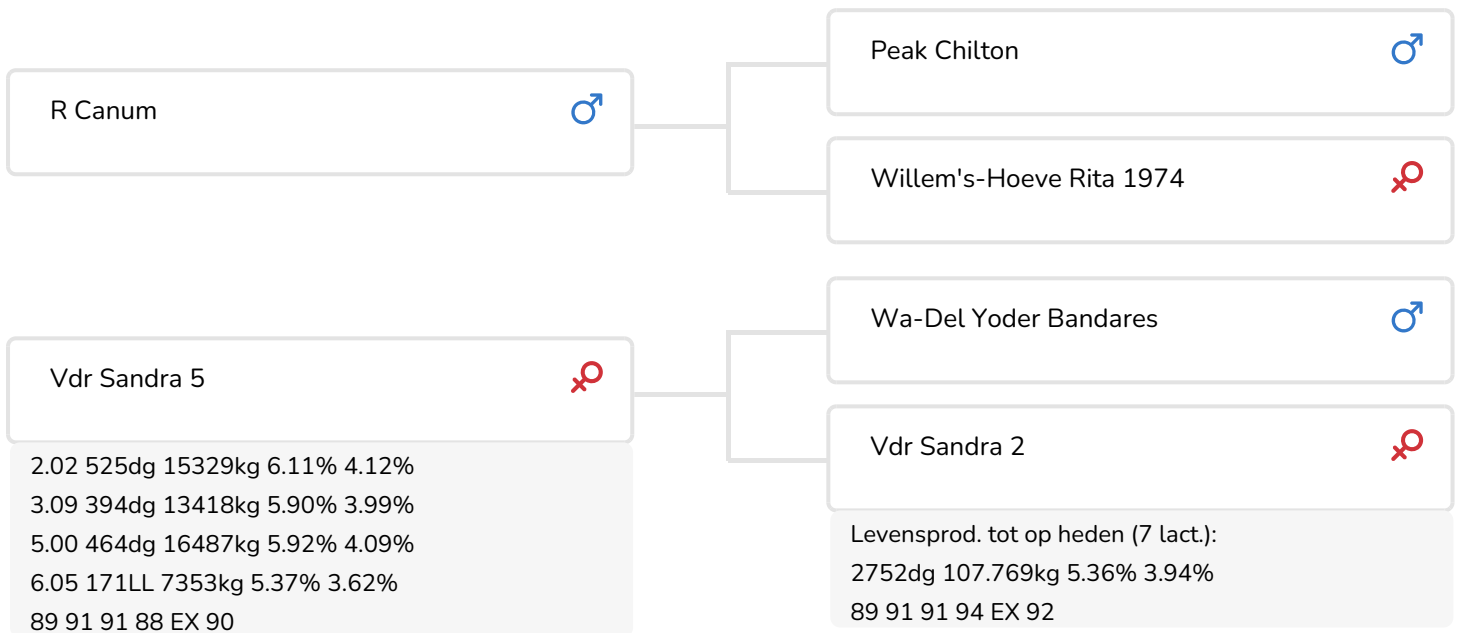 R Canum
Peak Chilton
Willem's-Hoeve Rita 1974
Vdr Sandra 5
2.02 525dg 15329kg 6.11% 4.12%
3.09 394dg 13418kg 5.90% 3.99%
5.00 464dg 16487kg 5.92% 4.09%
6.05 171LL 7353kg 5.37% 3.62%
89 91 91 88 EX 90
Wa-Del Yoder Bandares
Vdr Sandra 2
Levensprod. tot op heden (7 lact.):
2752dg 107.769kg 5.36% 3.94%
89 91 91 94 EX 92